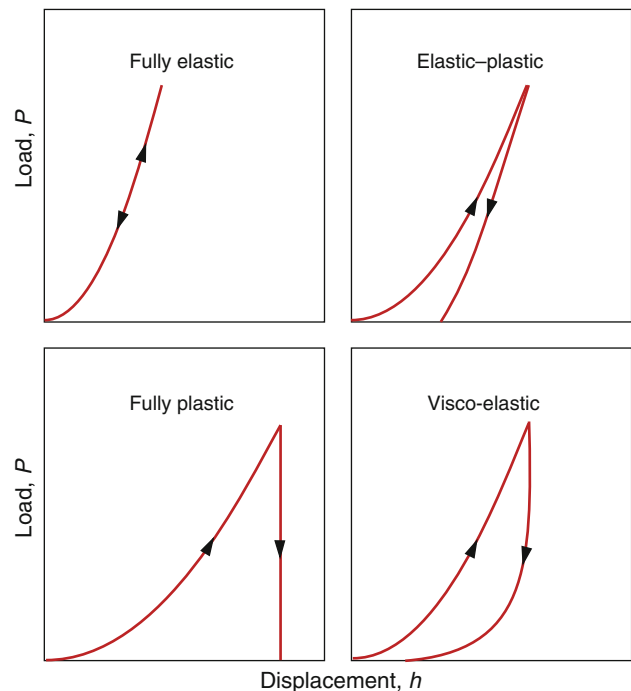 Fully elastic
Elastic–plastic
Load, P
Fully plastic
Visco-elastic
Load, P
Displacement, h